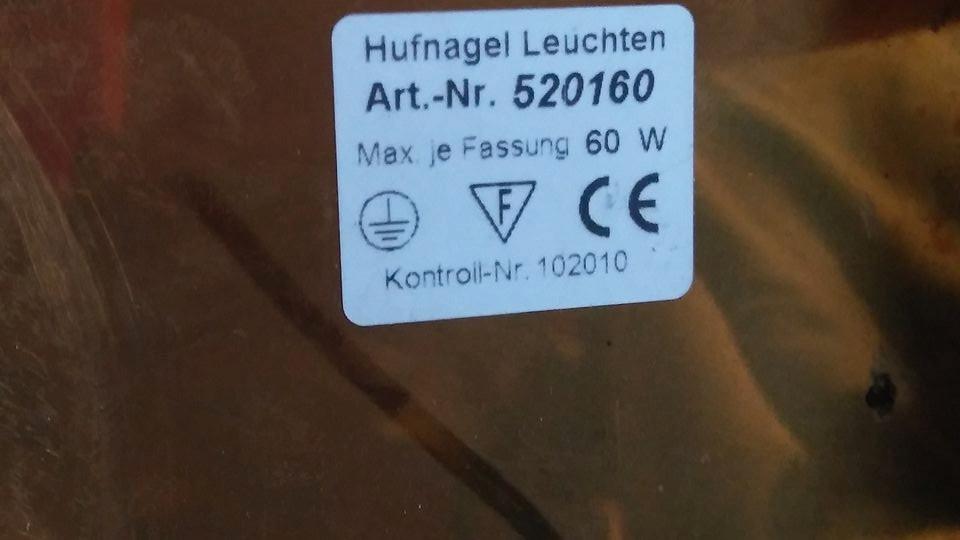 Hufnagel Leuchten
Art.-Nr. 520160
Max. je Fassung 60 W
F CE
Kontroll-Nr. 102010